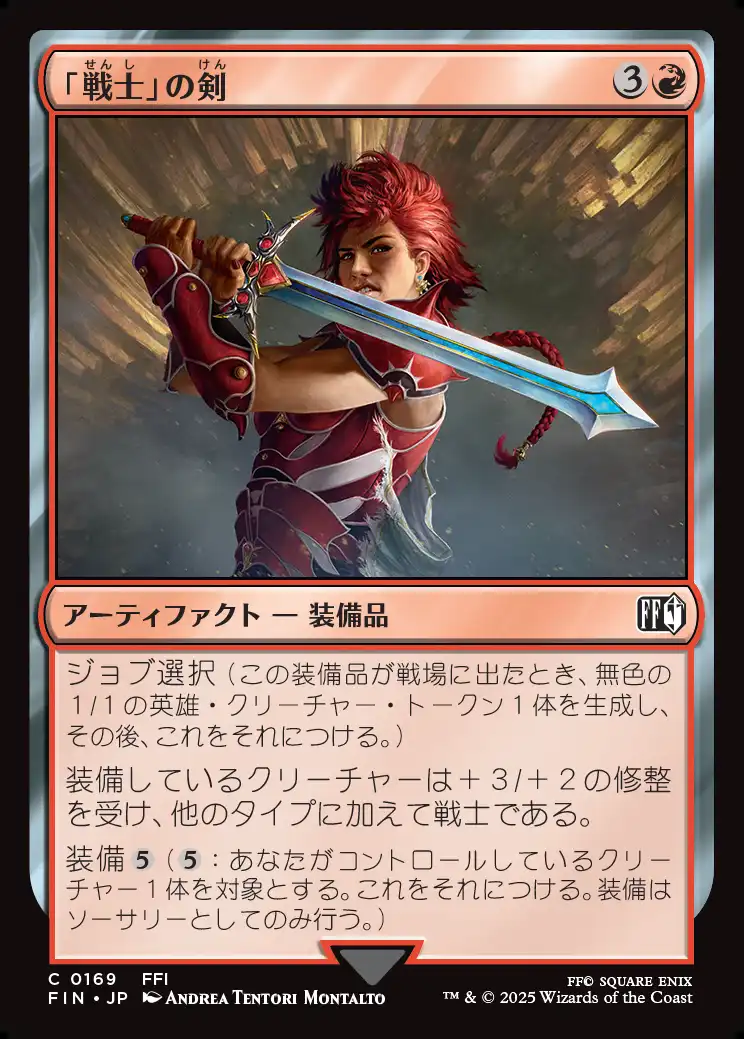 「戦士」の剣
3
アーティファクト — 装備品
FF
ジョブ選択（この装備品が戦場に出たとき、無色の
１/１の英雄・クリーチャー・トークン１体を生成し、
その後、これをそれにつける。）
装備しているクリーチャーは＋３/＋２の修整
を受け、他のタイプに加えて戦士である。
装備 5（5：あなたがコントロールしているクリー
チャー１体を対象とする。これをそれにつける。装備は
ソーサリーとしてのみ行う。）
C 0169 FFI
FIN • JP ANDREA TENTORI MONTALTO
FF© SQUARE ENIX
™ & © 2025 Wizards of the Coast